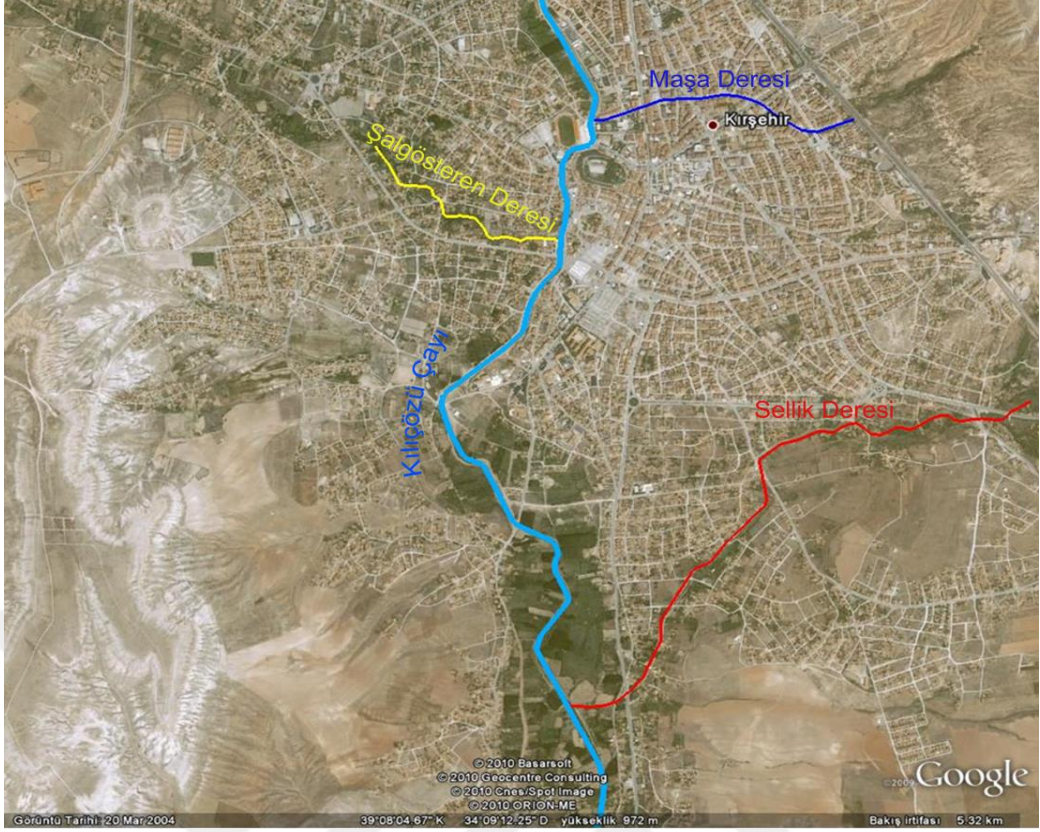 Maşa Deresi
Kırşehir
Şalgösteren Deresi
Kılıçözü Çayı
Sellik Deresi
© 2010 Basarsoft
© 2010 Geocentre Consulting
© 2010 Cnes/Spot Image
© 2010 ORION-ME
©2009 Google
Görüntü Tarihi: 20 Mar 2004 39°08'04.67" K 34°09'12.25" D yükseklik 972 m Bakış irtifası 5.32 km